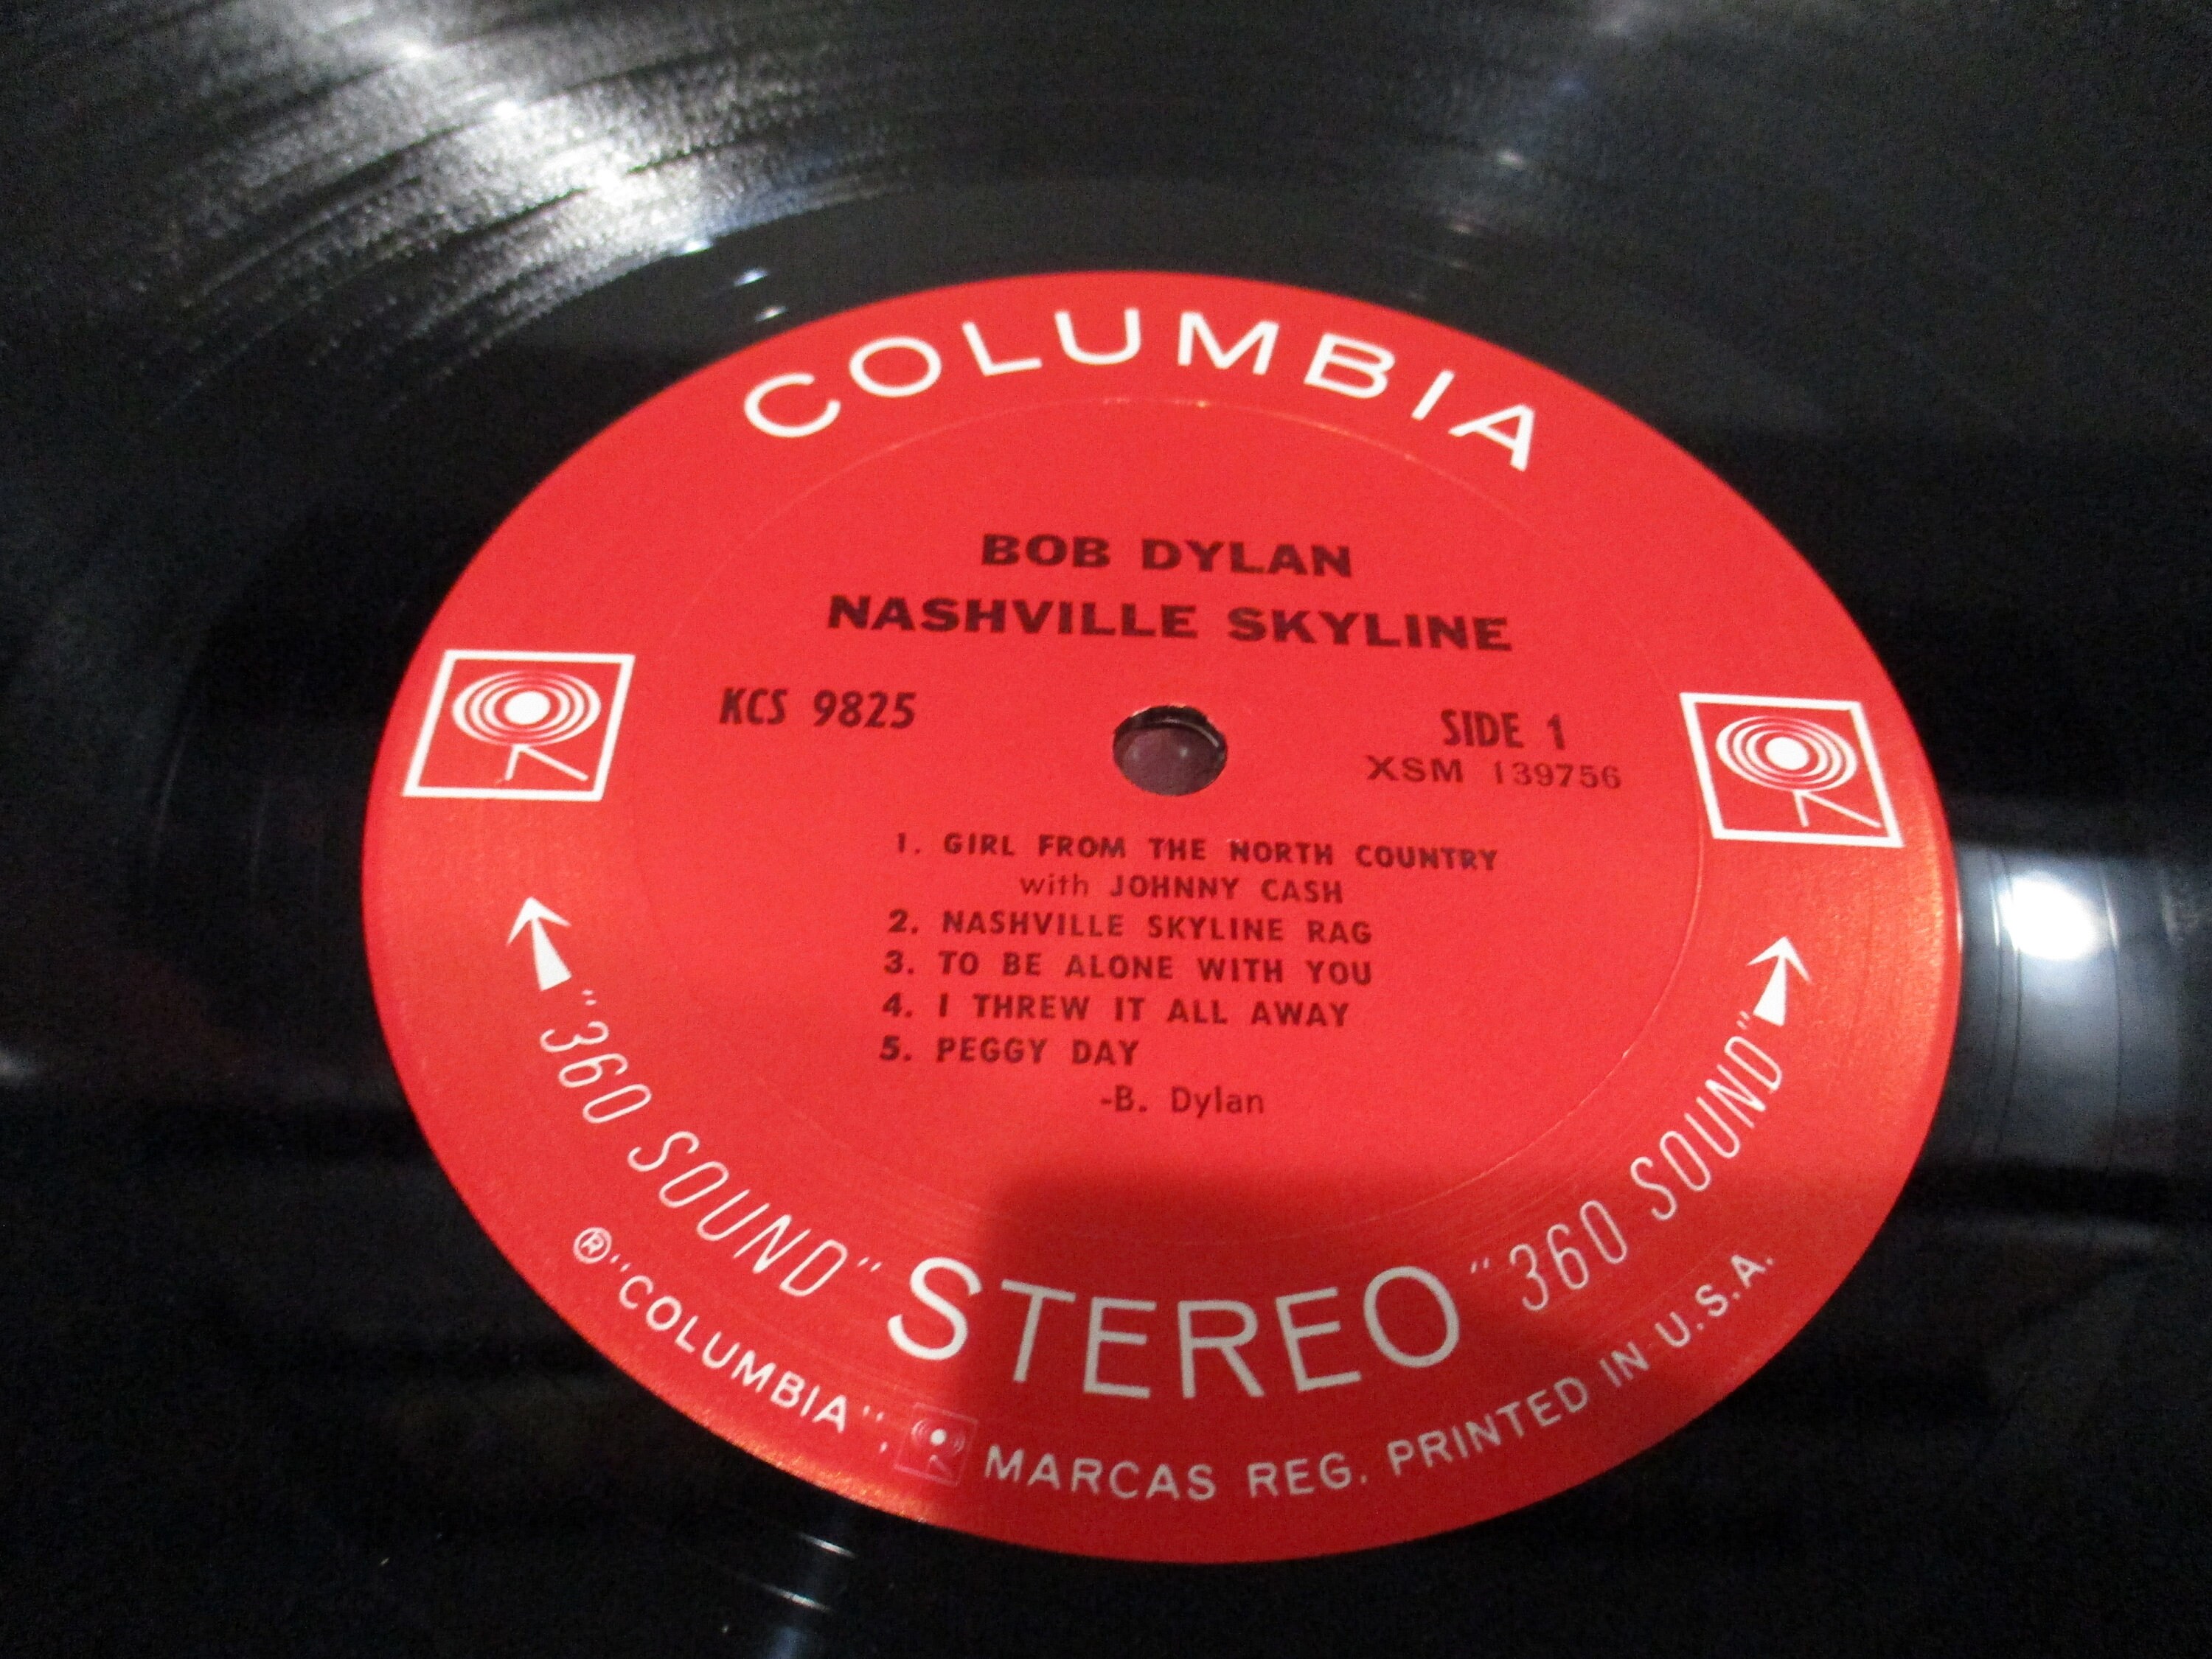 COLUMBIA
BOB DYLAN
NASHVILLE SKYLINE
KCS 9825
SIDE 1
XSM 139756
1. GIRL FROM THE NORTH COUNTRY
with JOHNNY CASH
2. NASHVILLE SKYLINE RAG
3. TO BE ALONE WITH YOU
4. I THREW IT ALL AWAY
5. PEGGY DAY
-B. Dylan
"360 SOUND" STEREO "360 SOUND"
® "COLUMBIA", MARCAS REG. PRINTED IN U.S.A.